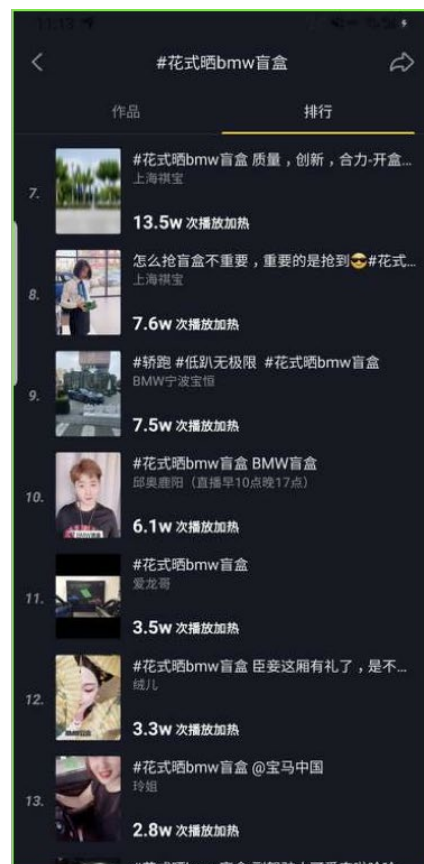 11:13
#花式晒bmw盲盒
作品
排行
7.
#花式晒bmw盲盒 质量,创新,合力-开盒...
上海祺宝
13.5w 次播放加热
8.
怎么抢盲盒不重要,重要的是抢到😎#花式...
上海祺宝
7.6w 次播放加热
9.
#轿跑 #低趴无极限 #花式晒bmw盲盒
BMW宁波宝恒
7.5w 次播放加热
10.
#花式晒bmw盲盒 BMW盲盒
邱奥鹿阳(直播早10点晚17点)
6.1w 次播放加热
11.
#花式晒bmw盲盒
爱龙哥
3.5w 次播放加热
12.
#花式晒bmw盲盒 臣妾这厢有礼了,是不...
绒儿
3.3w 次播放加热
13.
#花式晒bmw盲盒 @宝马中国
玲姐
2.8w 次播放加热